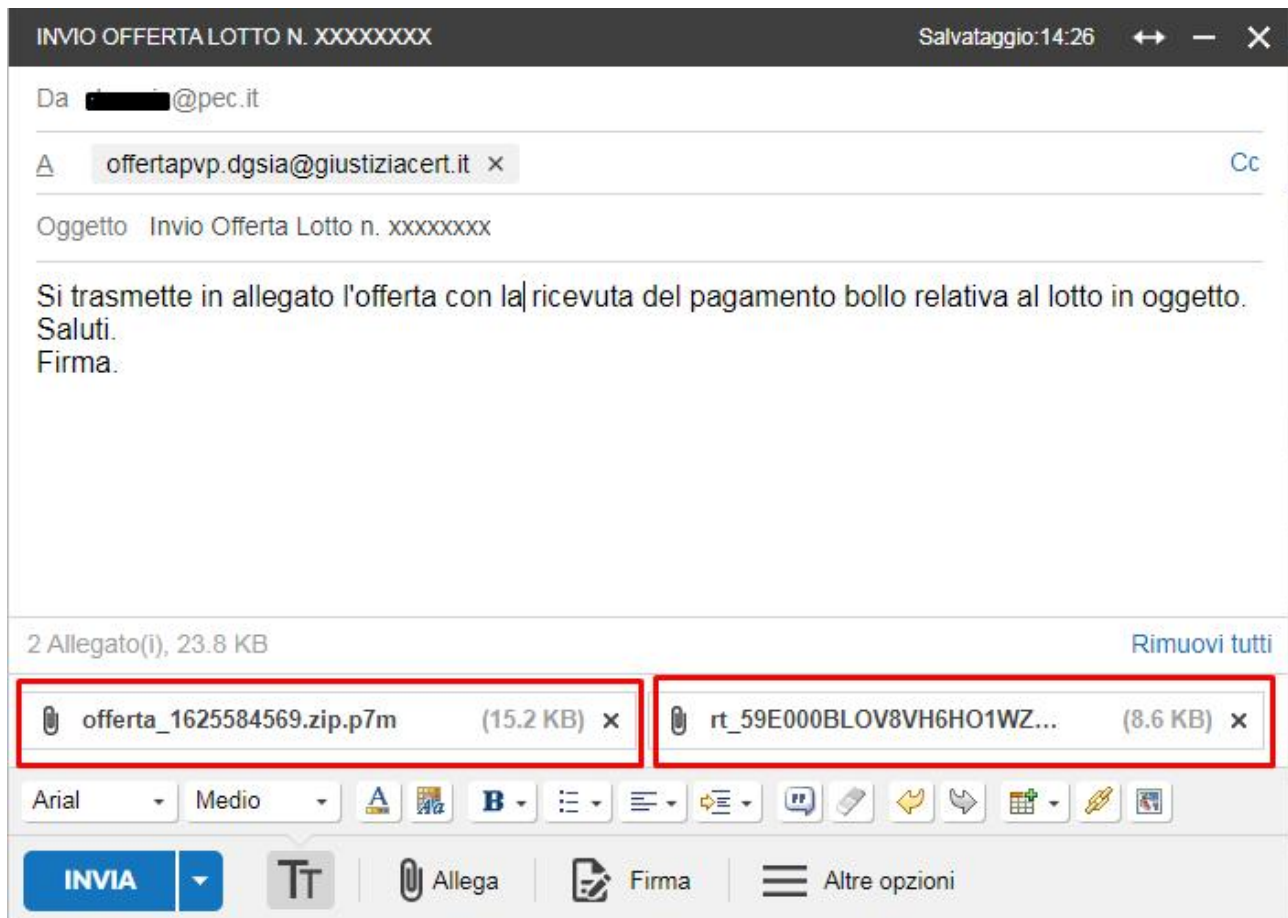 INVIO OFFERTA LOTTO N. XXXXXXXX Salvataggio:14:26
Da @pec.it
A offertapvp.dgsia@giustiziacert.it × Cc
Oggetto Invio Offerta Lotto n. xxxxxxxx
Si trasmette in allegato l'offerta con la ricevuta del pagamento bollo relativa al lotto in oggetto.
Saluti.
Firma.
2 Allegato(i), 23.8 KB Rimuovi tutti
offerta_1625584569.zip.p7m (15.2 KB) × rt_59E000BLOV8VH6HO1WZ... (8.6 KB) ×
Arial Medio A Aa B
INVIA TT Allega Firma Altre opzioni